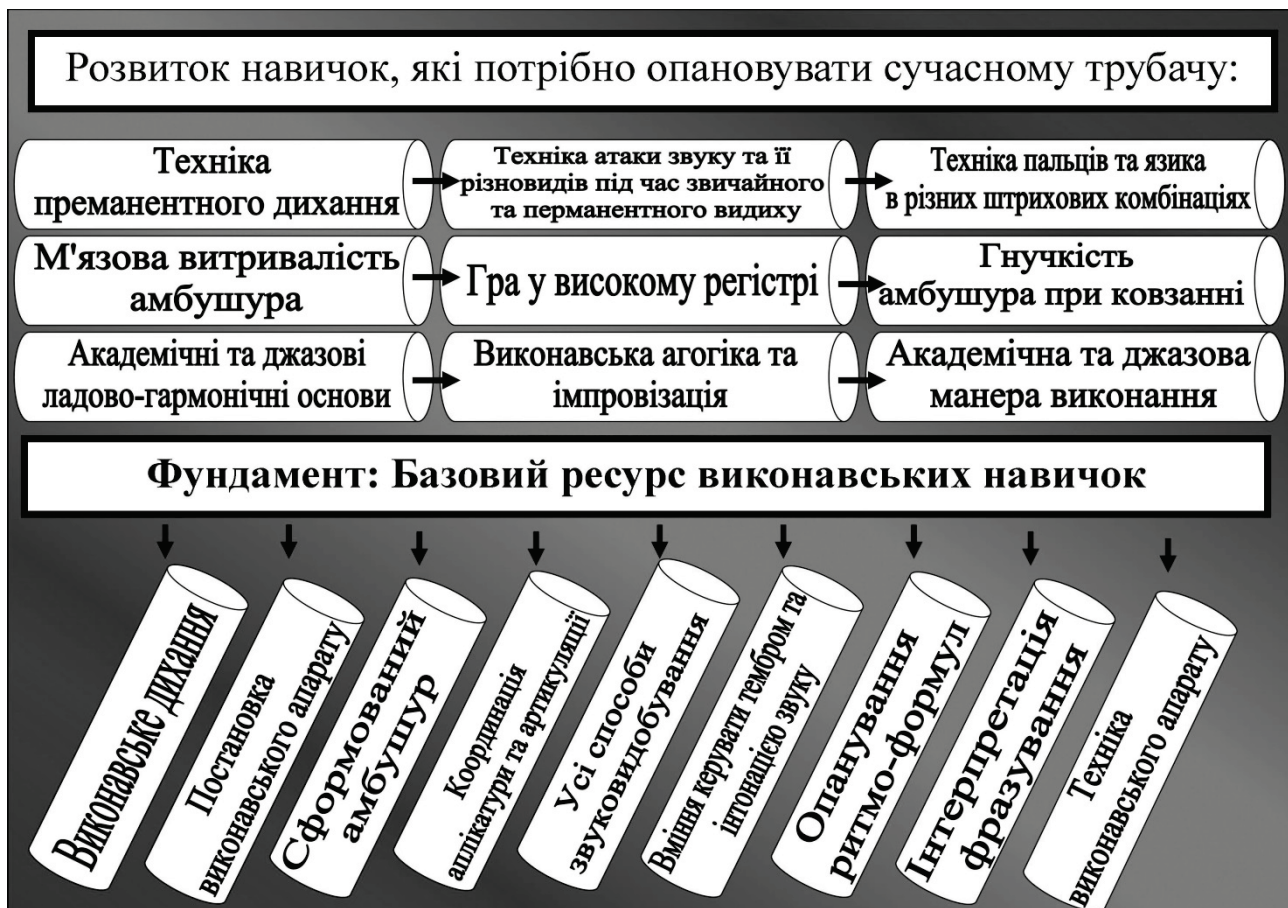 Розвиток навичок, які потрібно опановувати сучасному трубачу:
Техніка
преманентного дихання
Техніка атаки звуку та її
різновидів під час звичайного
та перманентного видиху
Техніка пальців та язика
в різних штрихових комбінаціях
М'язова витривалість
амбушура
Гра у високому регістрі
Гнучкість
амбушура при ковзанні
Академічні та джазові
ладово-гармонічні основи
Виконавська агогіка та
імпровізація
Академічна та джазова
манера виконання
Фундамент: Базовий ресурс виконавських навичок
Виконавське дихання
Постановка
виконавського апарату
Сформований
амбушур
Координація
аплікатури та артикуляції
Усі способи
звуковидобування
Вміння керувати тембром та
інтонацією звуку
Опанування
ритмо-формул
Інтерпретація
фразування
Техніка
виконавського апарату